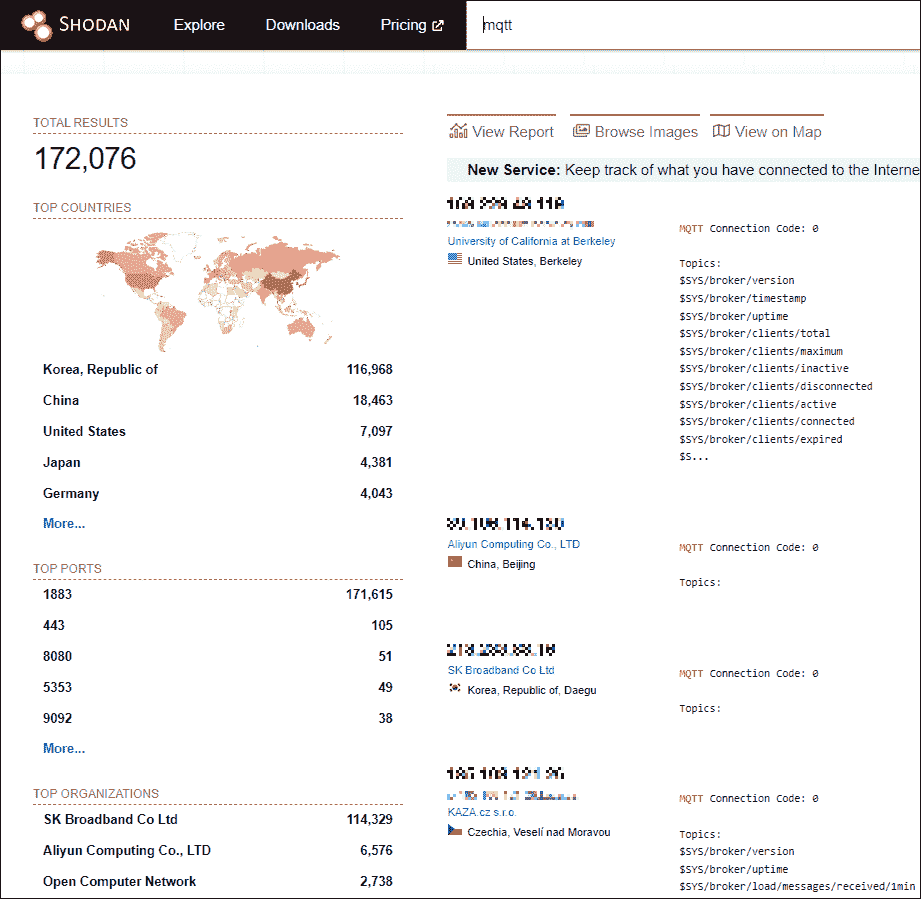 SHODAN Explore Downloads Pricing mqtt
TOTAL RESULTS
172,076
TOP COUNTRIES
Korea, Republic of 116,968
China 18,463
United States 7,097
Japan 4,381
Germany 4,043
More...
TOP PORTS
1883 171,615
443 105
8080 51
5353 49
9092 38
More...
TOP ORGANIZATIONS
SK Broadband Co Ltd 114,329
Aliyun Computing Co., LTD 6,576
Open Computer Network 2,738
View Report Browse Images View on Map
New Service: Keep track of what you have connected to the Interne
University of California at Berkeley
United States, Berkeley
MQTT Connection Code: 0
Topics:
$SYS/broker/version
$SYS/broker/timestamp
$SYS/broker/uptime
$SYS/broker/clients/total
$SYS/broker/clients/maximum
$SYS/broker/clients/inactive
$SYS/broker/clients/disconnected
$SYS/broker/clients/active
$SYS/broker/clients/connected
$SYS/broker/clients/expired
$S...
Aliyun Computing Co., LTD
China, Beijing
MQTT Connection Code: 0
Topics:
SK Broadband Co Ltd
Korea, Republic of, Daegu
MQTT Connection Code: 0
Topics:
KAZA.cz s.r.o.
Czechia, Veselí nad Moravou
MQTT Connection Code: 0
Topics:
$SYS/broker/version
$SYS/broker/uptime
$SYS/broker/load/messages/received/1min